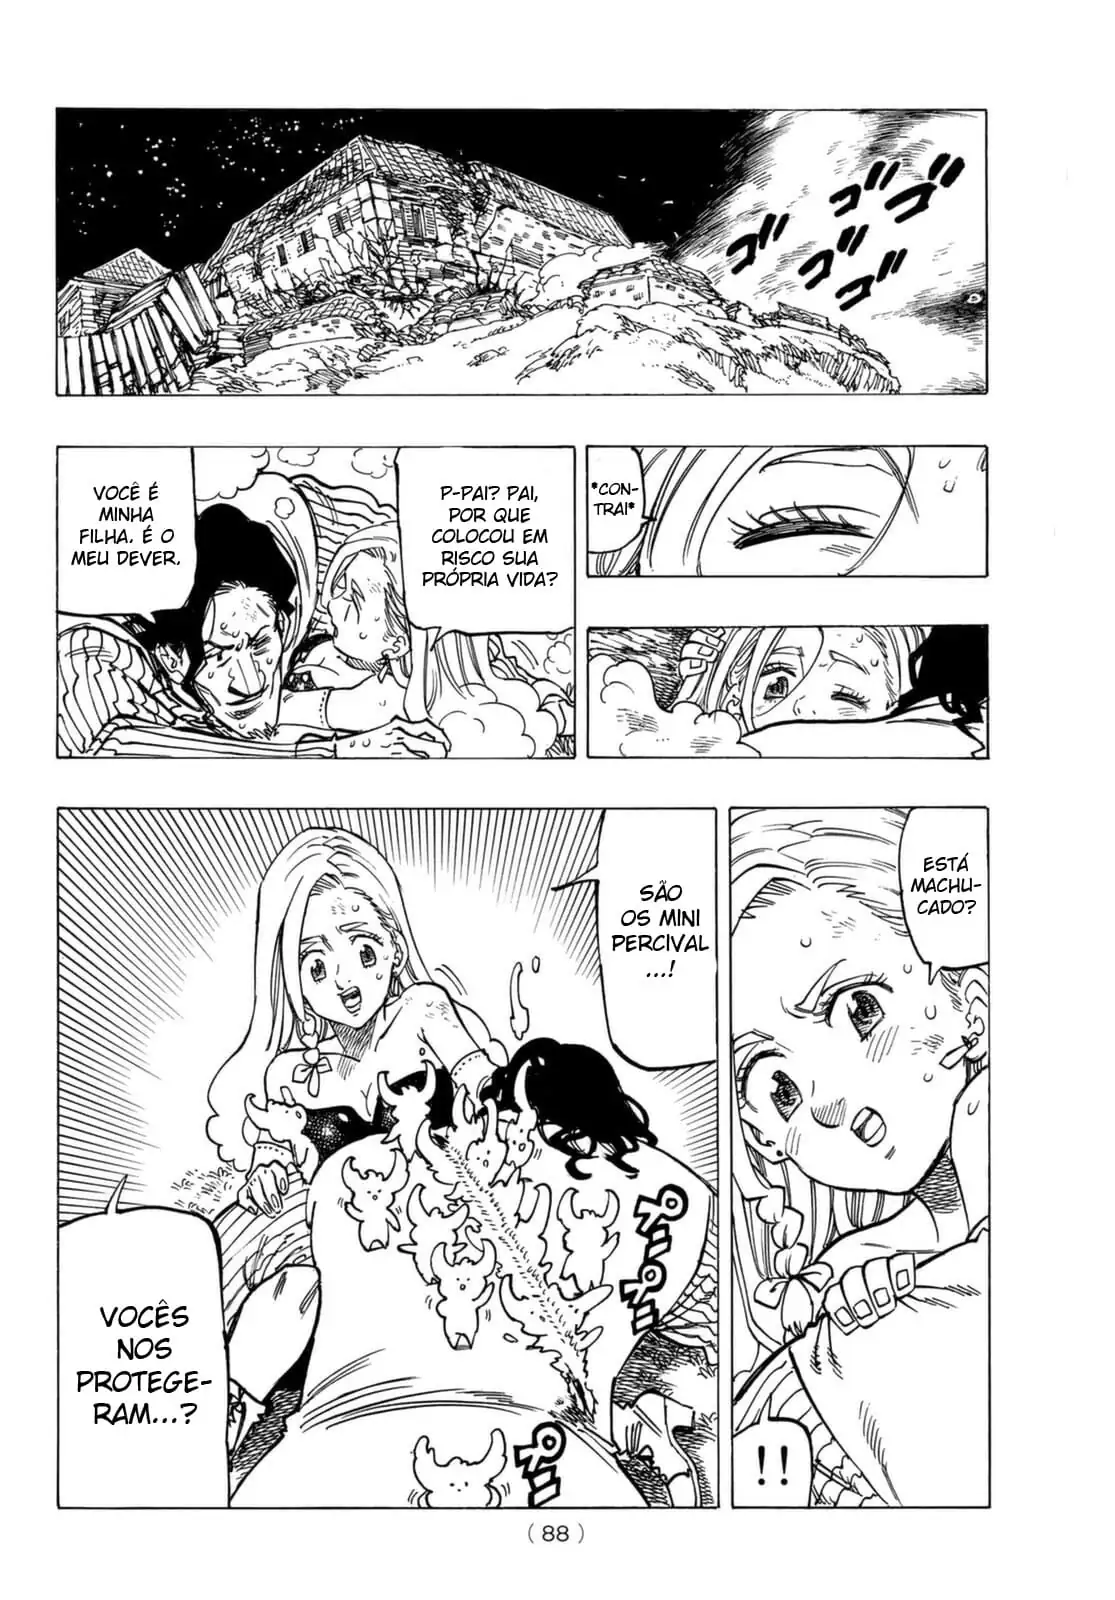 ゴゴ
ゴゴ
ゴゴ
*CON-
TRAI*
P-PAI? PAI,
POR QUE
COLOCOU EM
RISCO SUA
PRÓPRIA VIDA?
VOCÊ É
MINHA
FILHA. É O
MEU DEVER.
ESTÁ
MACHU-
CADO?
!!
SÃO
OS MINI
PERCIVAL
...!
VOCÊS
NOS
PROTEGE-
RAM...?
(88)